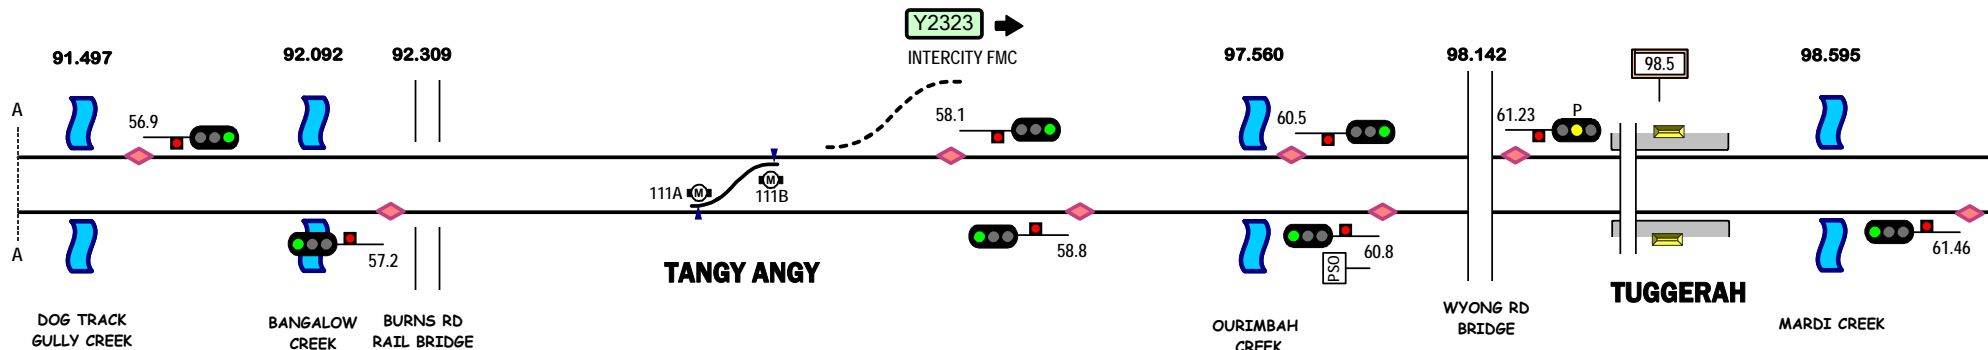 Y2323
INTERCITY FMC
91.497
92.092
92.309
97.560
98.142
98.5
98.595
A
56.9
58.1
60.5
61.23
P
111A
M
M
111B
A
57.2
58.8
60.8
PSO
61.46
TANGY ANGY
TUGGERAH
DOG TRACK
GULLY CREEK
BANGALOW
CREEK
BURNS RD
RAIL BRIDGE
OURIMBAH
CREEK
WYONG RD
BRIDGE
MARDI CREEK